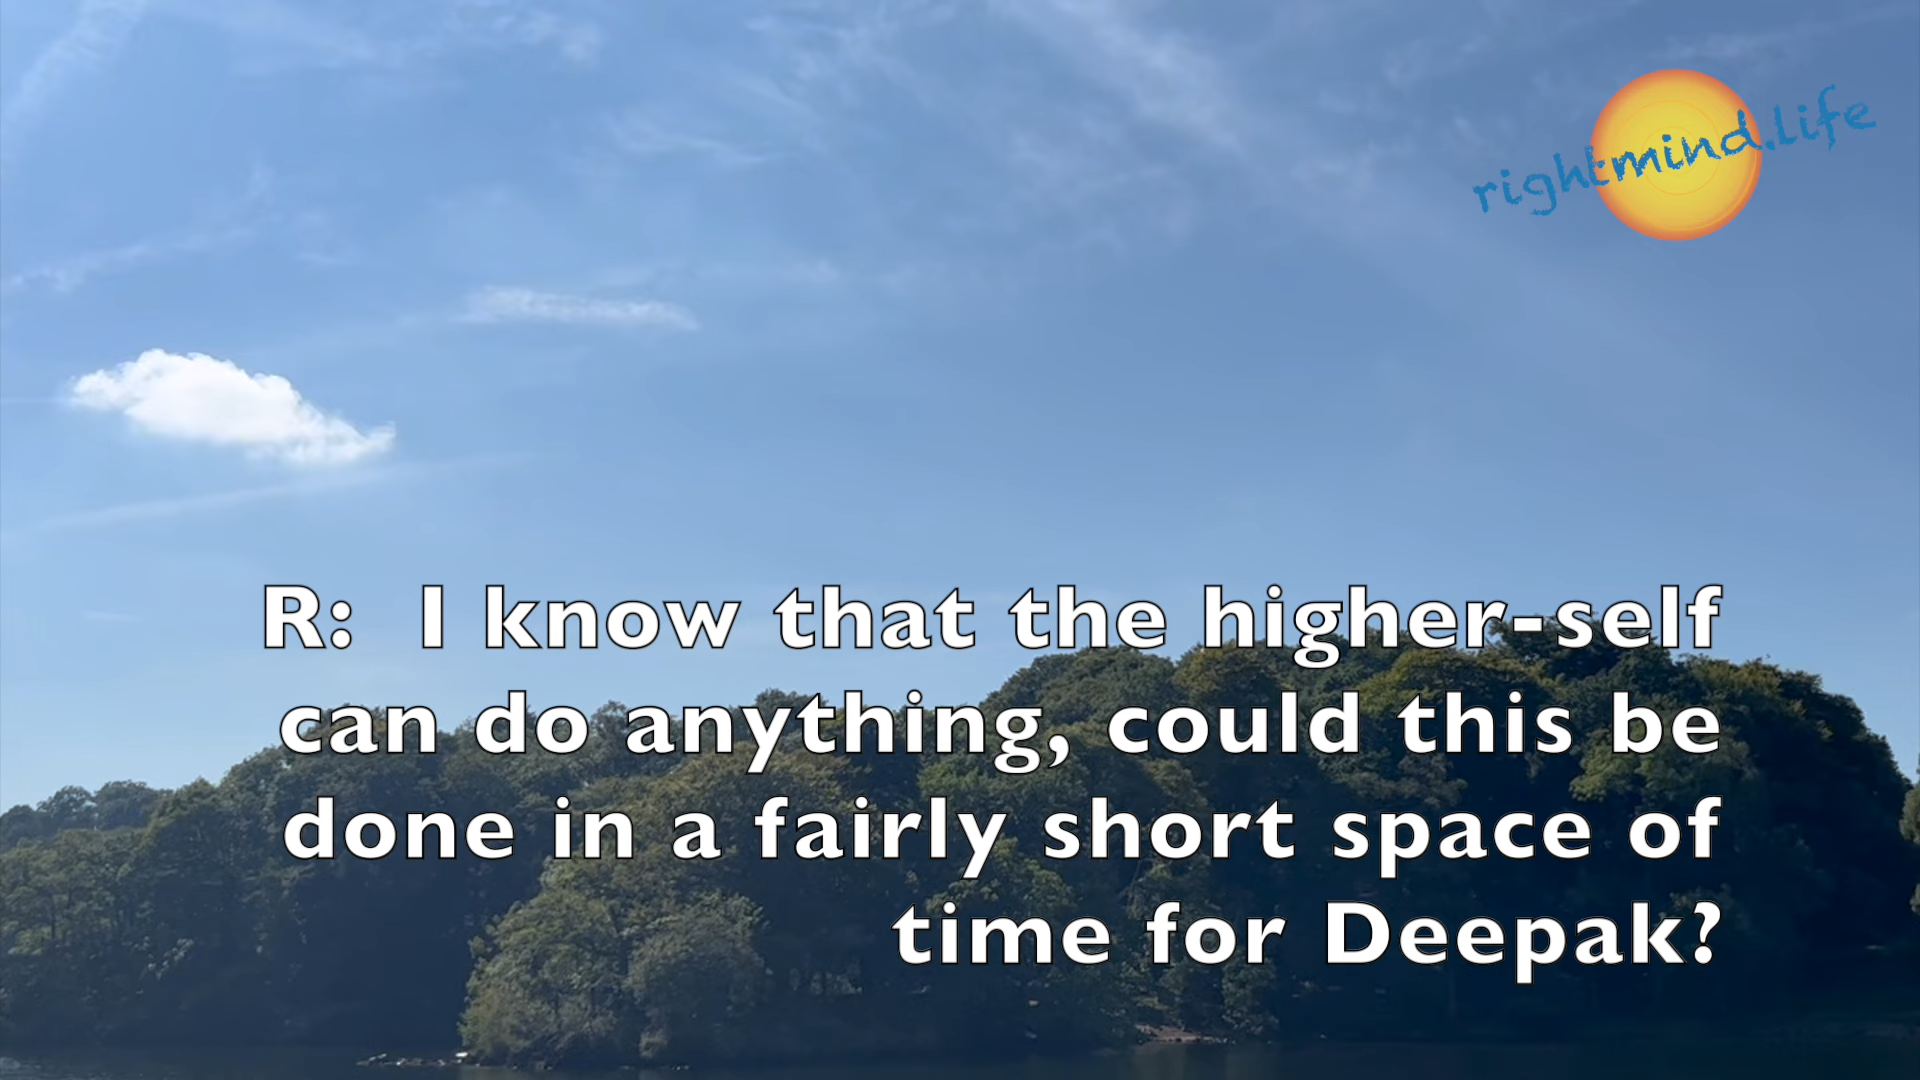 rightmind.life
R:  I know that the higher-self
can do anything, could this be
done in a fairly short space of
time for Deepak?